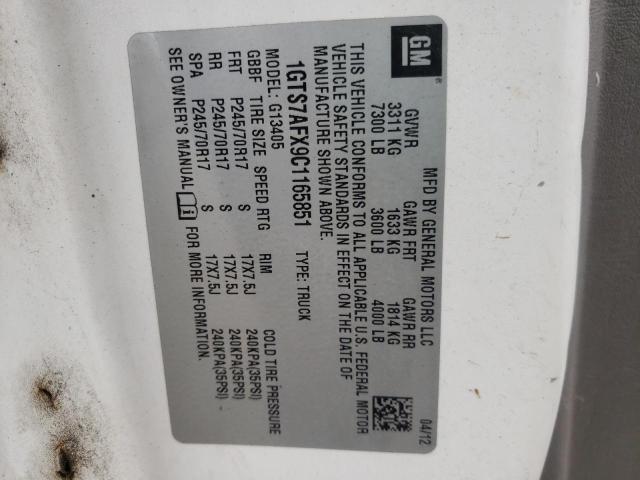 GM
MFD BY GENERAL MOTORS LLC 04/12
GVWR GAWR FRT GAWR RR
3311 KG 1633 KG 1814 KG
7300 LB 3600 LB 4000 LB
THIS VEHICLE CONFORMS TO ALL APPLICABLE U.S. FEDERAL MOTOR
VEHICLE SAFETY STANDARDS IN EFFECT ON THE DATE OF
MANUFACTURE SHOWN ABOVE.
1GTS7AFX9C1165851 TYPE: TRUCK
MODEL: G13405
GBBF TIRE SIZE SPEED RTG RIM COLD TIRE PRESSURE
FRT P245/70R17 S 17X7.5J 240KPA(35PSI)
RR P245/70R17 S 17X7.5J 240KPA(35PSI)
SPA P245/70R17 S 17X7.5J 240KPA(35PSI)
SEE OWNER'S MANUAL FOR MORE INFORMATION.